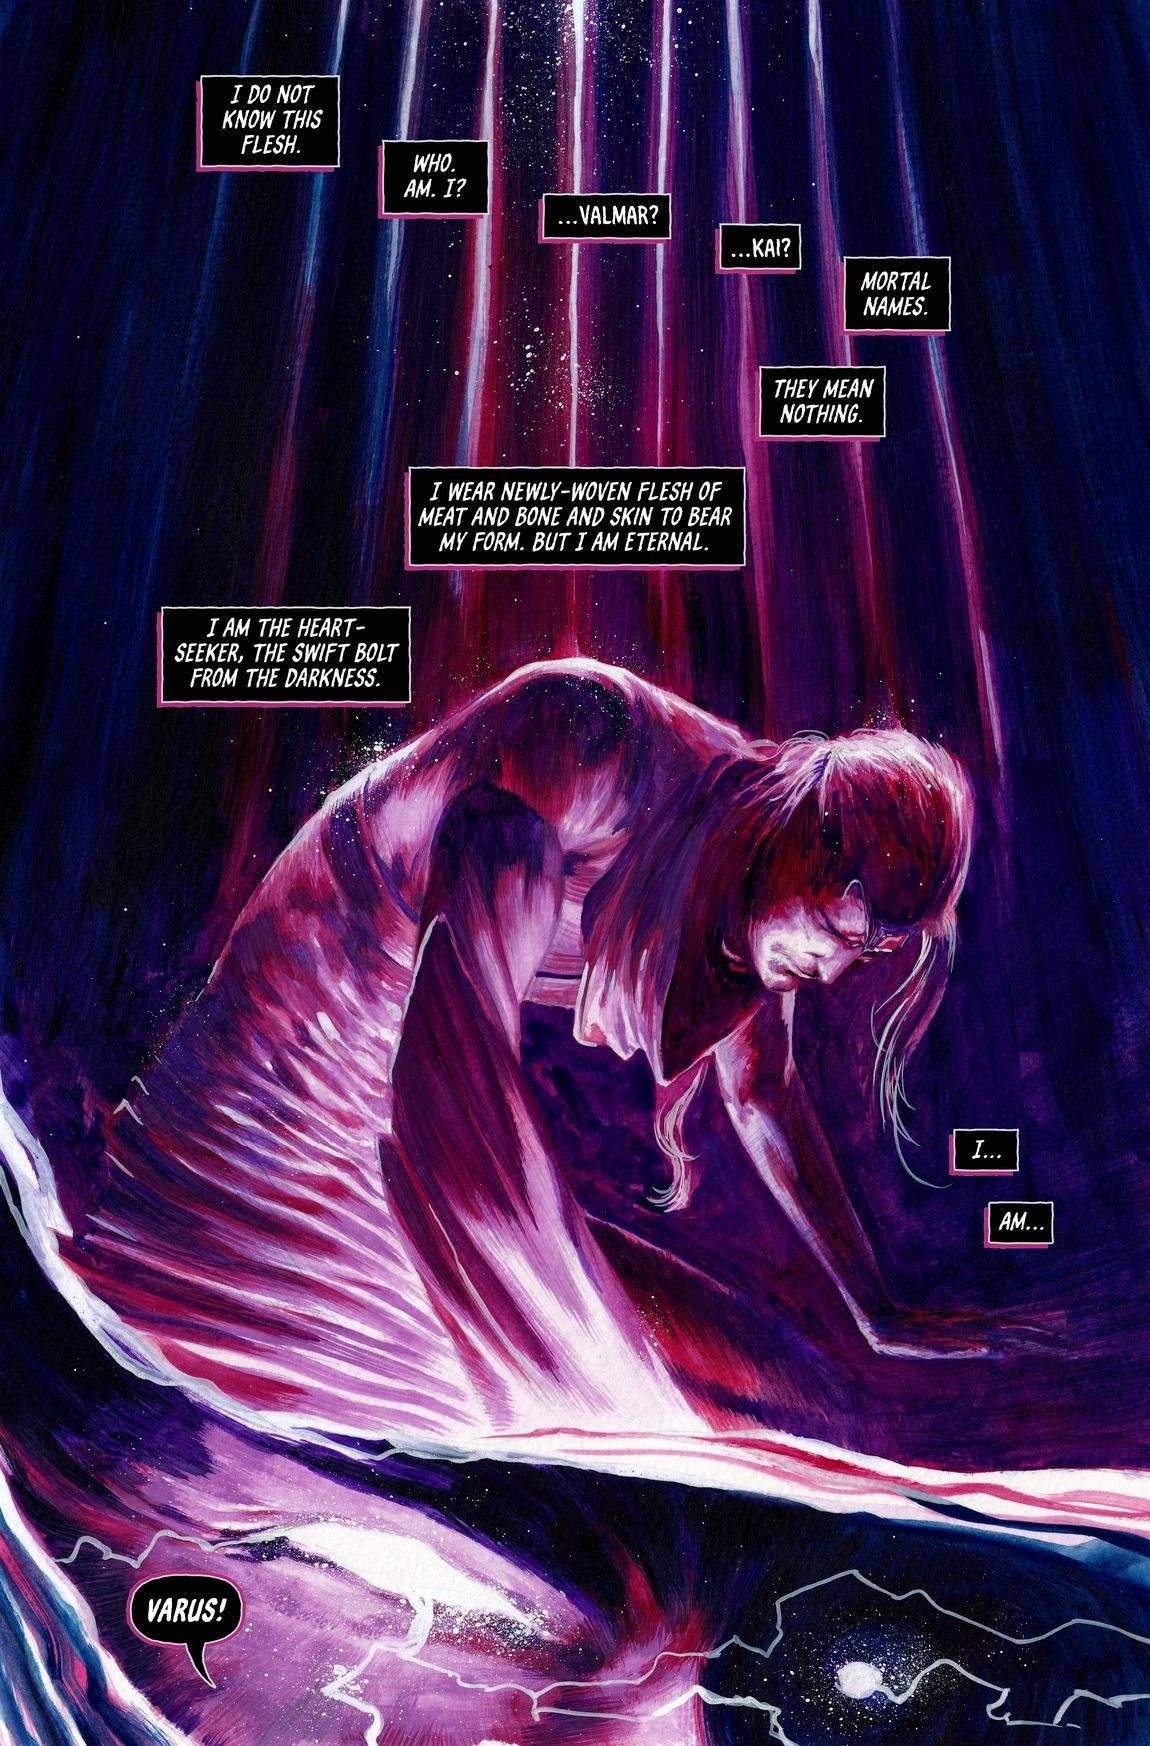 I DO NOT
KNOW THIS
FLESH.
WHO.
AM. I?
...VALMAR?
...KAI?
MORTAL
NAMES.
THEY MEAN
NOTHING.
I WEAR NEWLY-WOVEN FLESH OF
MEAT AND BONE AND SKIN TO BEAR
MY FORM. BUT I AM ETERNAL.
I AM THE HEART-
SEEKER, THE SWIFT BOLT
FROM THE DARKNESS.
I...
AM...
VARUS!